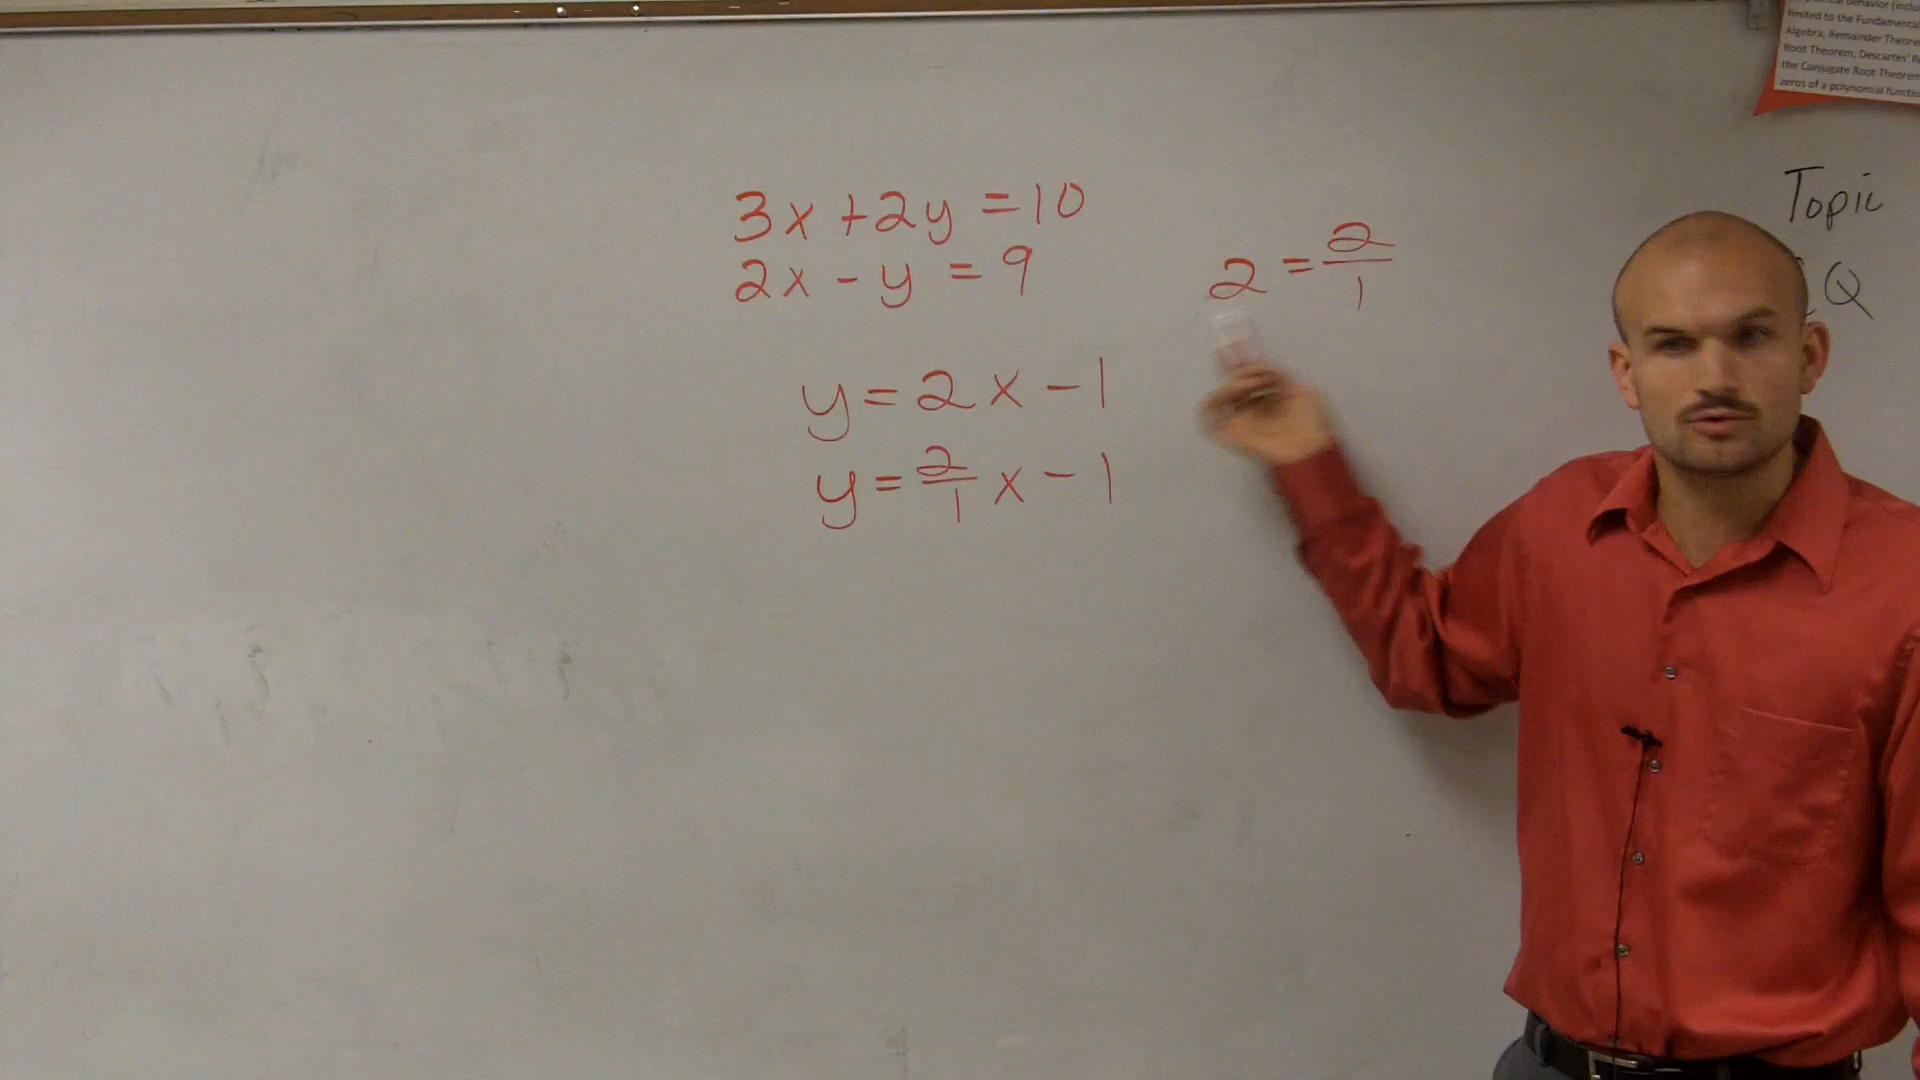 limited to the Fundamental
Algebra, Remainder Theore
Root Theorem, Descartes' R
the Conjugate Root Theorem
zeros of a polynomial functio
Topic
Q
3x + 2y = 10
2x - y = 9
2 = 2/1
y = 2x - 1
y = 2/1 x - 1